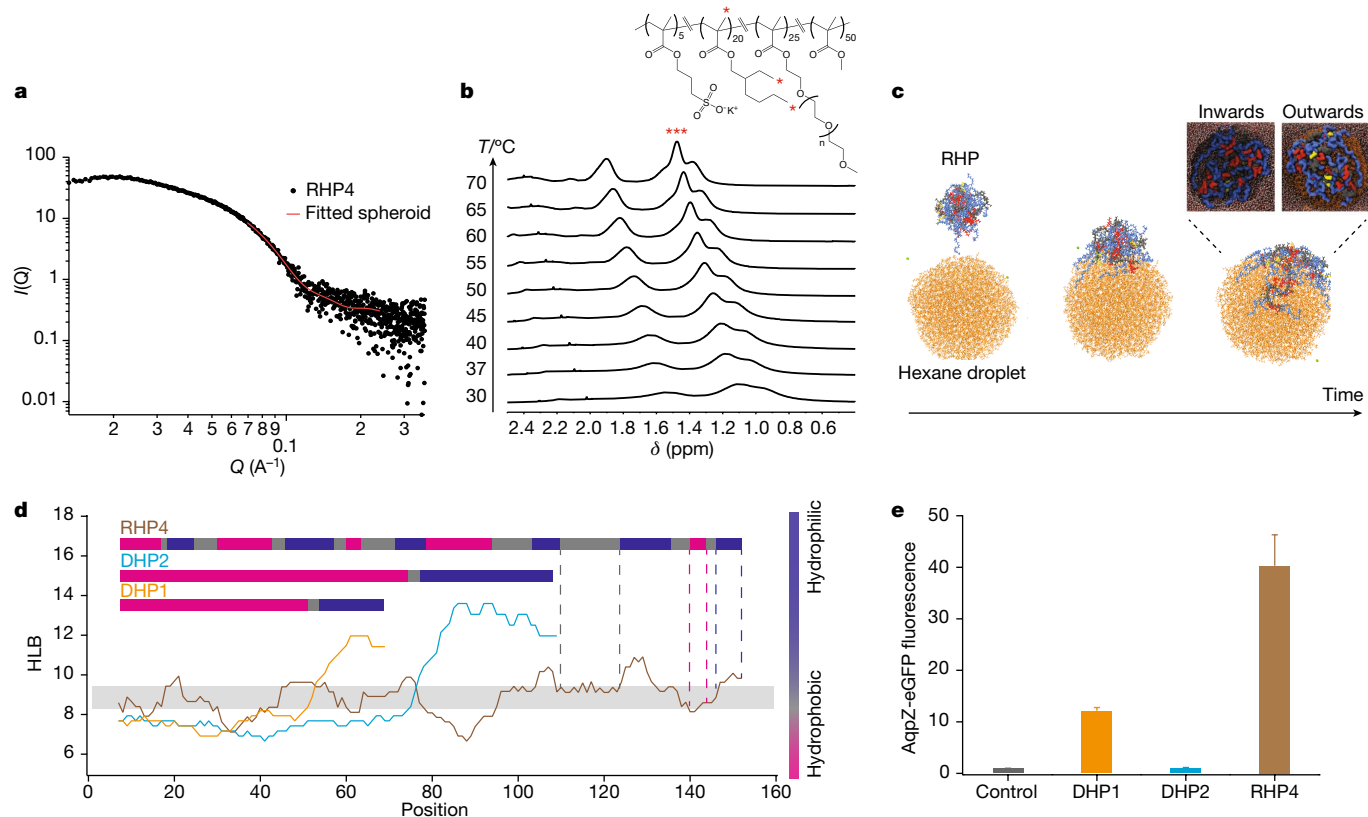 a
100
10
1
0.1
0.01
I(Q)
RHP4
Fitted spheroid
2 3 4 5 6 7 8 9 2 3
0.1
Q (A⁻¹)
b
T/°C
70
65
60
55
50
45
40
37
30
***
2.4 2.2 2.0 1.8 1.6 1.4 1.2 1.0 0.8 0.6
δ (ppm)
5 20 25 50
*
O O O O O O O O
* *
O
O S O
O⁻K⁺
O
O
n
O
c
Inwards Outwards
RHP
Hexane droplet
Time
d
18
16
14
12
10
8
6
HLB
RHP4
DHP2
DHP1
Hydrophilic
Hydrophobic
0 20 40 60 80 100 120 140 160
Position
e
50
40
30
20
10
0
AqpZ-eGFP fluorescence
Control DHP1 DHP2 RHP4